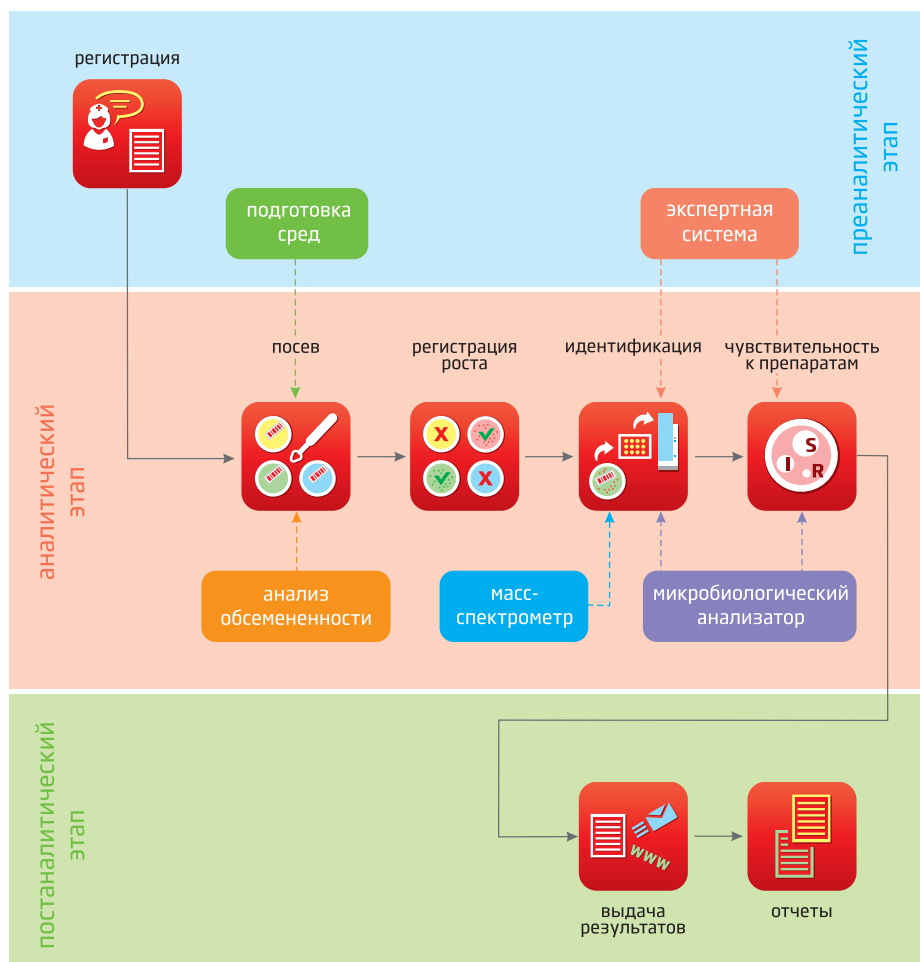 регистрация
преаналитический
этап
подготовка
сред
экспертная
система
аналитический
этап
посев
регистрация
роста
идентификация
чувствительность
к препаратам
X
X
S
I
R
анализ
обсемененности
масс-
спектрометр
микробиологический
анализатор
постаналитический
этап
www
выдача
результатов
отчеты